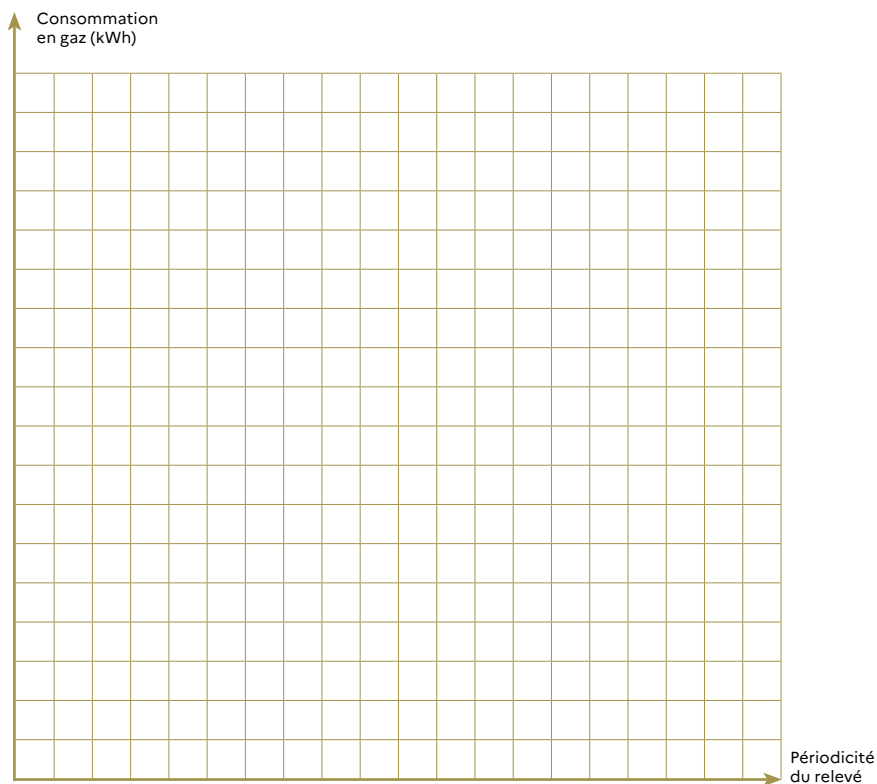 Consommation
en gaz (kWh)
Périodicité
du relevé